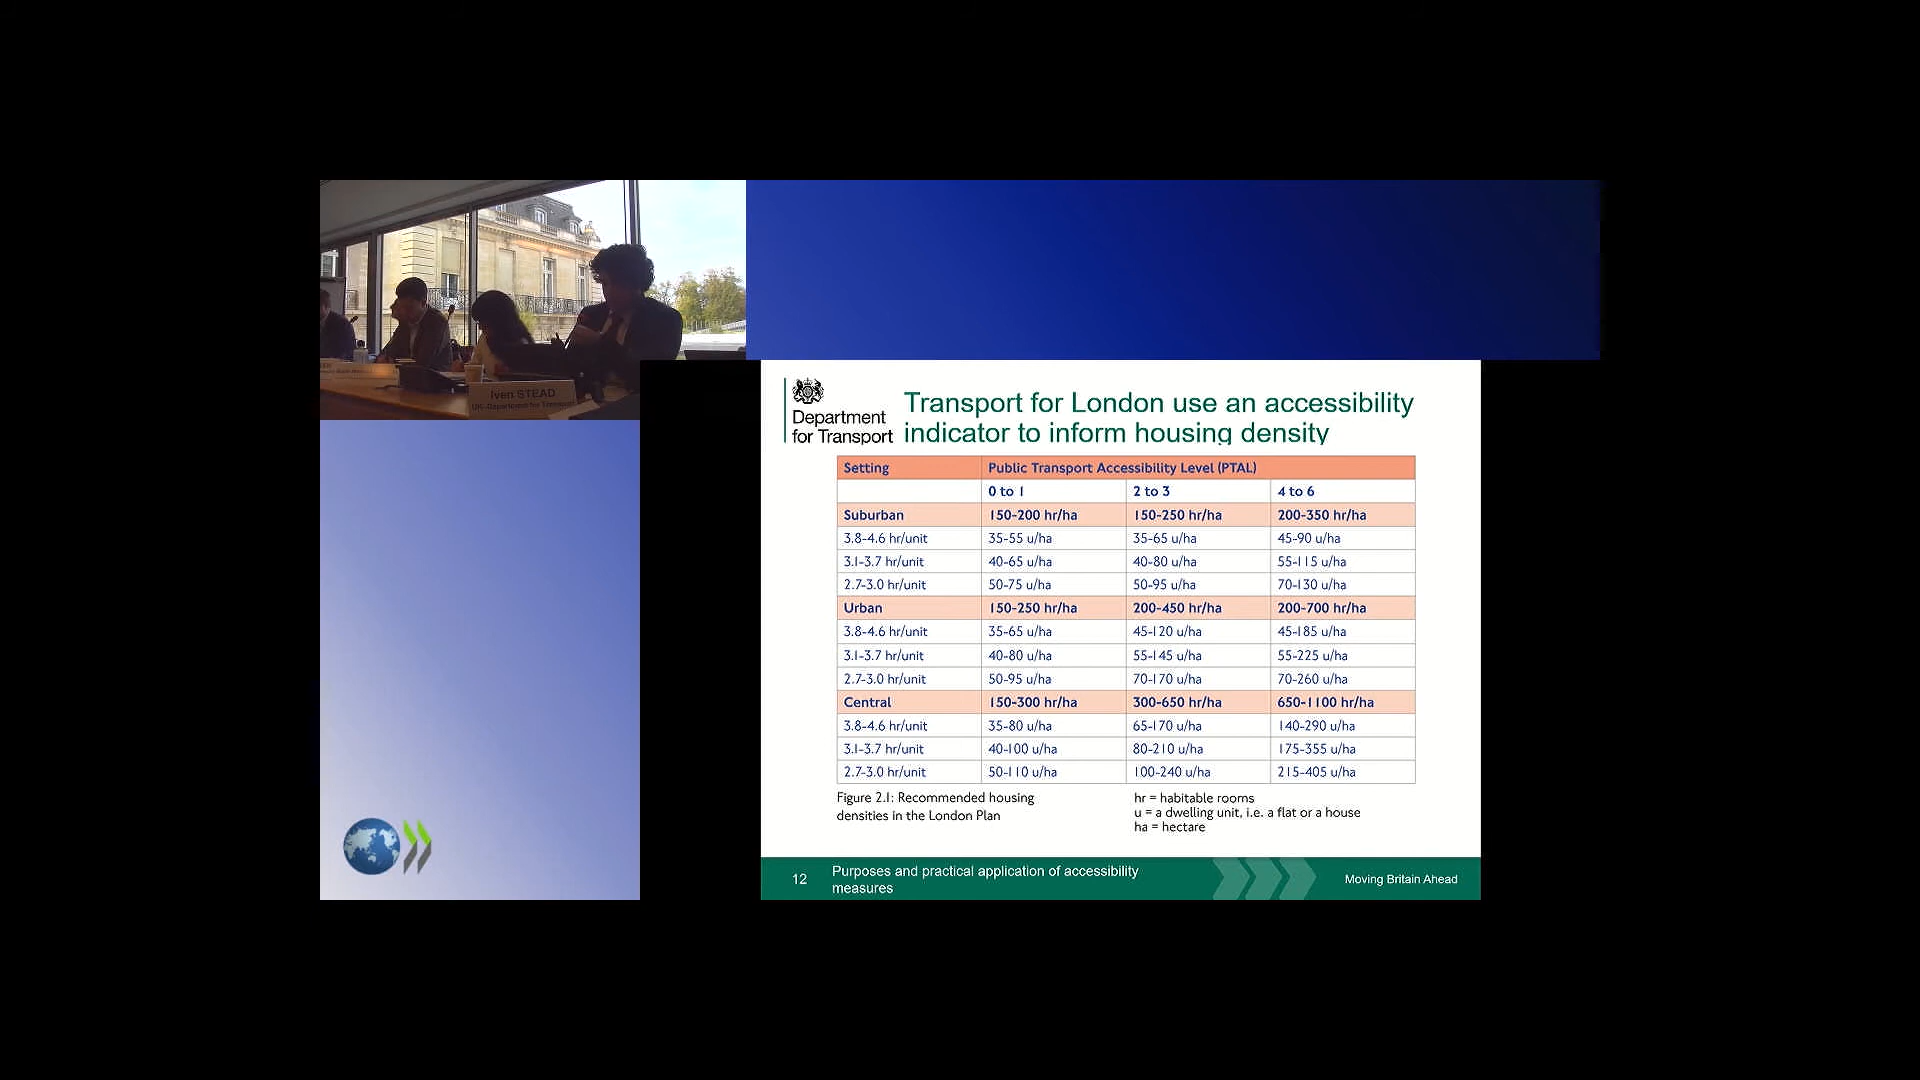 Iven STEAD
UK-Department for Transport
Department
for Transport
Transport for London use an accessibility
indicator to inform housing density
Setting Public Transport Accessibility Level (PTAL)
0 to 1 2 to 3 4 to 6
Suburban 150-200 hr/ha 150-250 hr/ha 200-350 hr/ha
3.8-4.6 hr/unit 35-55 u/ha 35-65 u/ha 45-90 u/ha
3.1-3.7 hr/unit 40-65 u/ha 40-80 u/ha 55-115 u/ha
2.7-3.0 hr/unit 50-75 u/ha 50-95 u/ha 70-130 u/ha
Urban 150-250 hr/ha 200-450 hr/ha 200-700 hr/ha
3.8-4.6 hr/unit 35-65 u/ha 45-120 u/ha 45-185 u/ha
3.1-3.7 hr/unit 40-80 u/ha 55-145 u/ha 55-225 u/ha
2.7-3.0 hr/unit 50-95 u/ha 70-170 u/ha 70-260 u/ha
Central 150-300 hr/ha 300-650 hr/ha 650-1100 hr/ha
3.8-4.6 hr/unit 35-80 u/ha 65-170 u/ha 140-290 u/ha
3.1-3.7 hr/unit 40-100 u/ha 80-210 u/ha 175-355 u/ha
2.7-3.0 hr/unit 50-110 u/ha 100-240 u/ha 215-405 u/ha
Figure 2.1: Recommended housing
densities in the London Plan
hr = habitable rooms
u = a dwelling unit, i.e. a flat or a house
ha = hectare
12
Purposes and practical application of accessibility
measures
Moving Britain Ahead